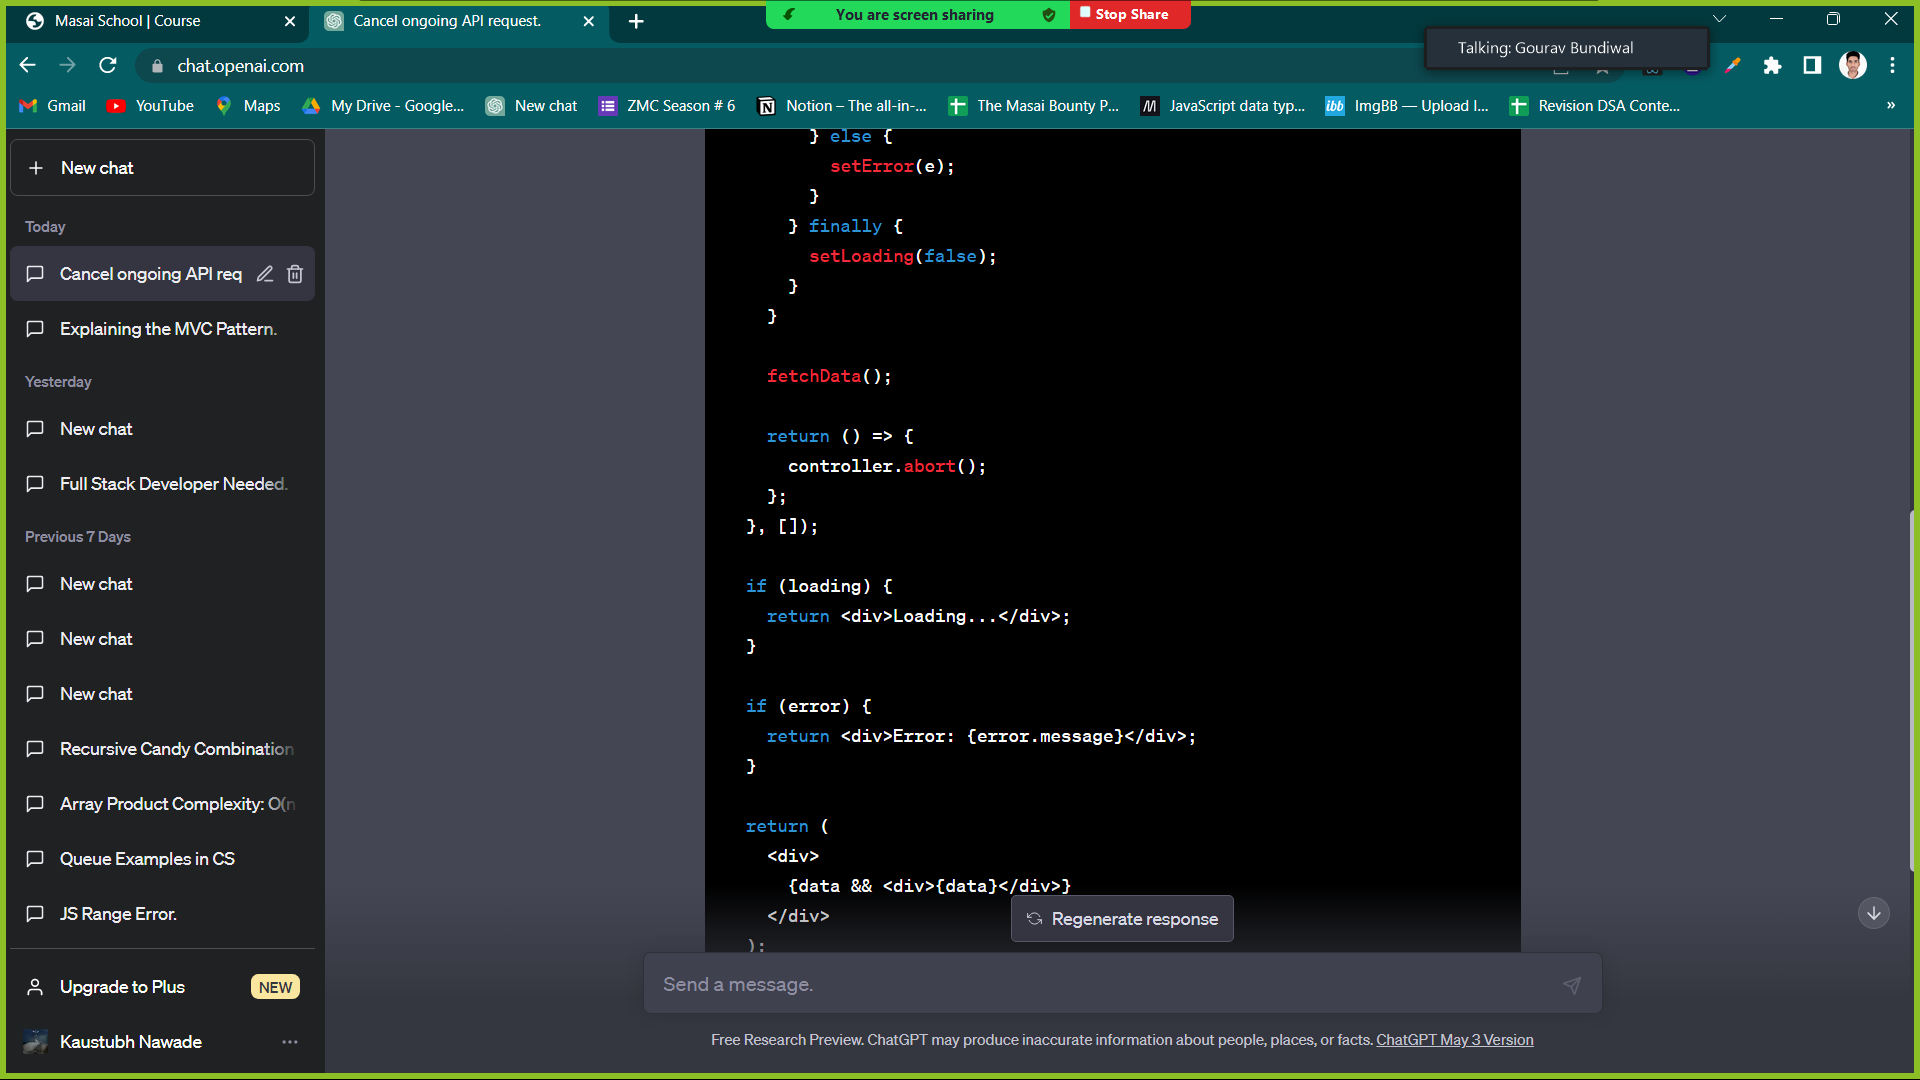 Masai School | Course
Cancel ongoing API request.
You are screen sharing
Stop Share
Talking: Gourav Bundiwal
chat.openai.com
Gmail
YouTube
Maps
My Drive - Google...
New chat
ZMC Season # 6
Notion – The all-in-...
The Masai Bounty P...
JavaScript data typ...
ibb
ImgBB — Upload I...
Revision DSA Conte...
»
+ New chat
Today
Cancel ongoing API req
Explaining the MVC Pattern.
Yesterday
New chat
Full Stack Developer Needed.
Previous 7 Days
New chat
New chat
New chat
Recursive Candy Combination
Array Product Complexity: O(n
Queue Examples in CS
JS Range Error.
Upgrade to Plus
NEW
Kaustubh Nawade
} else {
setError(e);
}
} finally {
setLoading(false);
}
}
fetchData();
return () => {
controller.abort();
};
}, []);
if (loading) {
return <div>Loading...</div>;
}
if (error) {
return <div>Error: {error.message}</div>;
}
return (
<div>
{data && <div>{data}</div>}
</div>
);
Regenerate response
Send a message.
Free Research Preview. ChatGPT may produce inaccurate information about people, places, or facts. ChatGPT May 3 Version